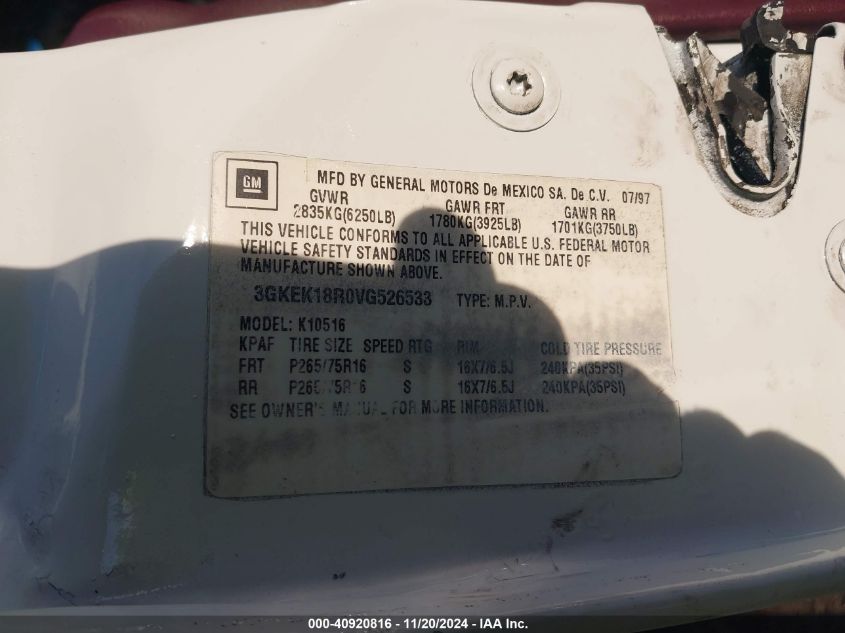 GM
MFD BY GENERAL MOTORS De MEXICO SA. De C.V. 07/97
GVWR GAWR FRT GAWR RR
2835KG(6250LB) 1780KG(3925LB) 1701KG(3750LB)
THIS VEHICLE CONFORMS TO ALL APPLICABLE U.S. FEDERAL MOTOR
VEHICLE SAFETY STANDARDS IN EFFECT ON THE DATE OF
MANUFACTURE SHOWN ABOVE.
3GKEK18R0VG526533 TYPE: M.P.V.
MODEL: K10516
KPAF TIRE SIZE SPEED RTG RIM COLD TIRE PRESSURE
FRT P265/75R16 S 16X7/6.5J 240KPA(35PSI)
RR P265/75R16 S 16X7/6.5J 240KPA(35PSI)
SEE OWNER'S MANUAL FOR MORE INFORMATION.
000-40920816 - 11/20/2024 - IAA Inc.